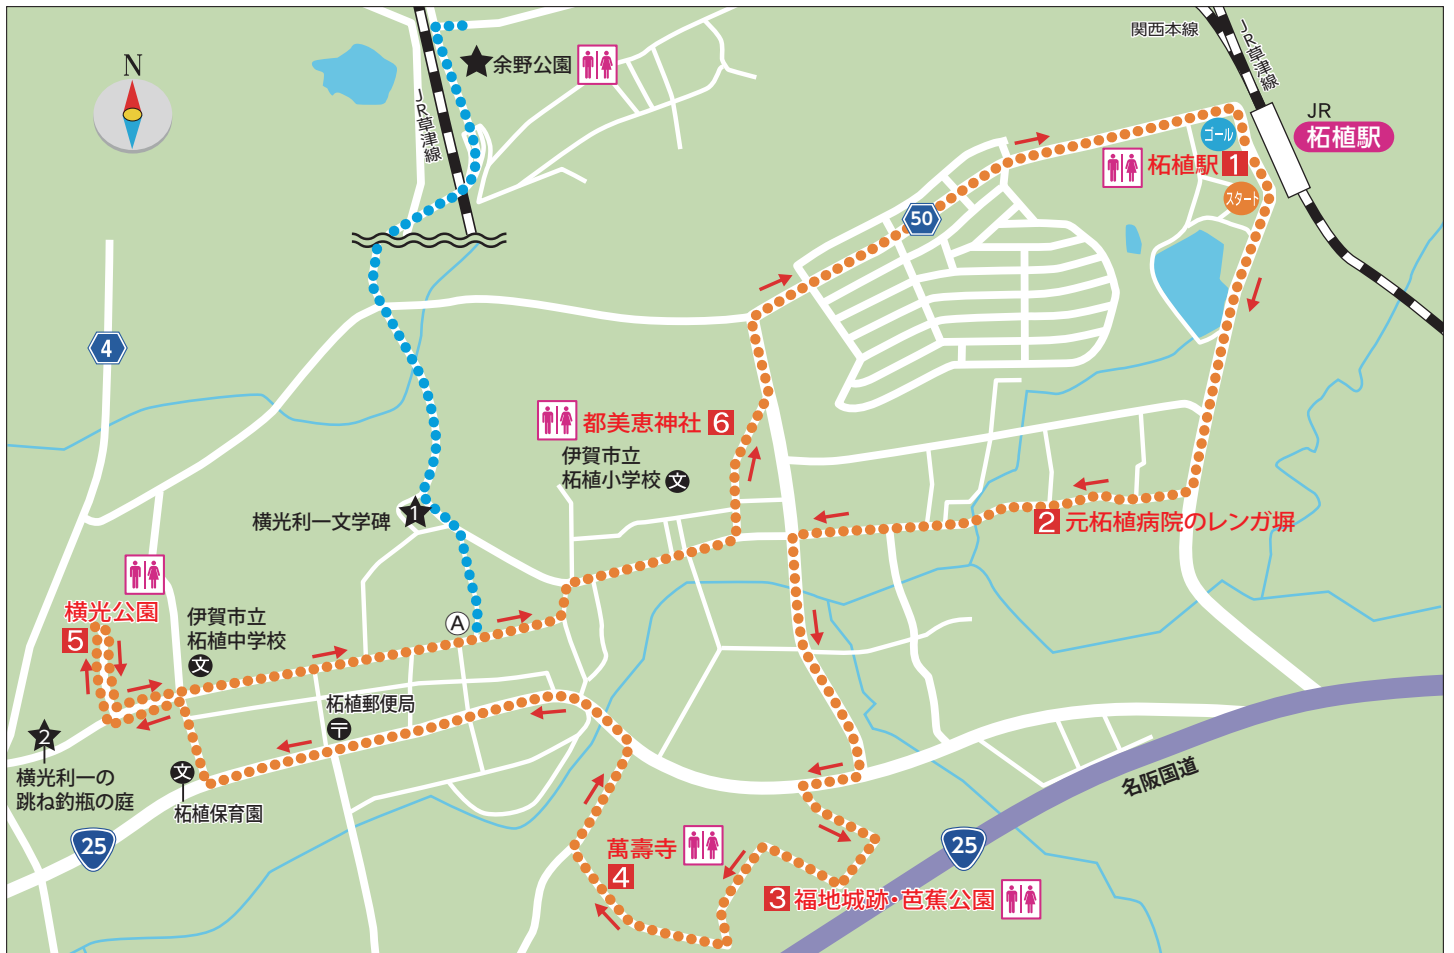 N
JR草津線
余野公園
関西本線
JR草津線
JR
柘植駅
ゴール
柘植駅 1
スタート
50
4
都美恵神社 6
伊賀市立
柘植小学校 文
横光利一文学碑
1
2 元柘植病院のレンガ塀
横光公園
5
伊賀市立
柘植中学校
文
A
柘植郵便局
〒
2
横光利一の
跳ね釣瓶の庭
文
柘植保育園
25
萬壽寺
4
3 福地城跡・芭蕉公園
25
名阪国道